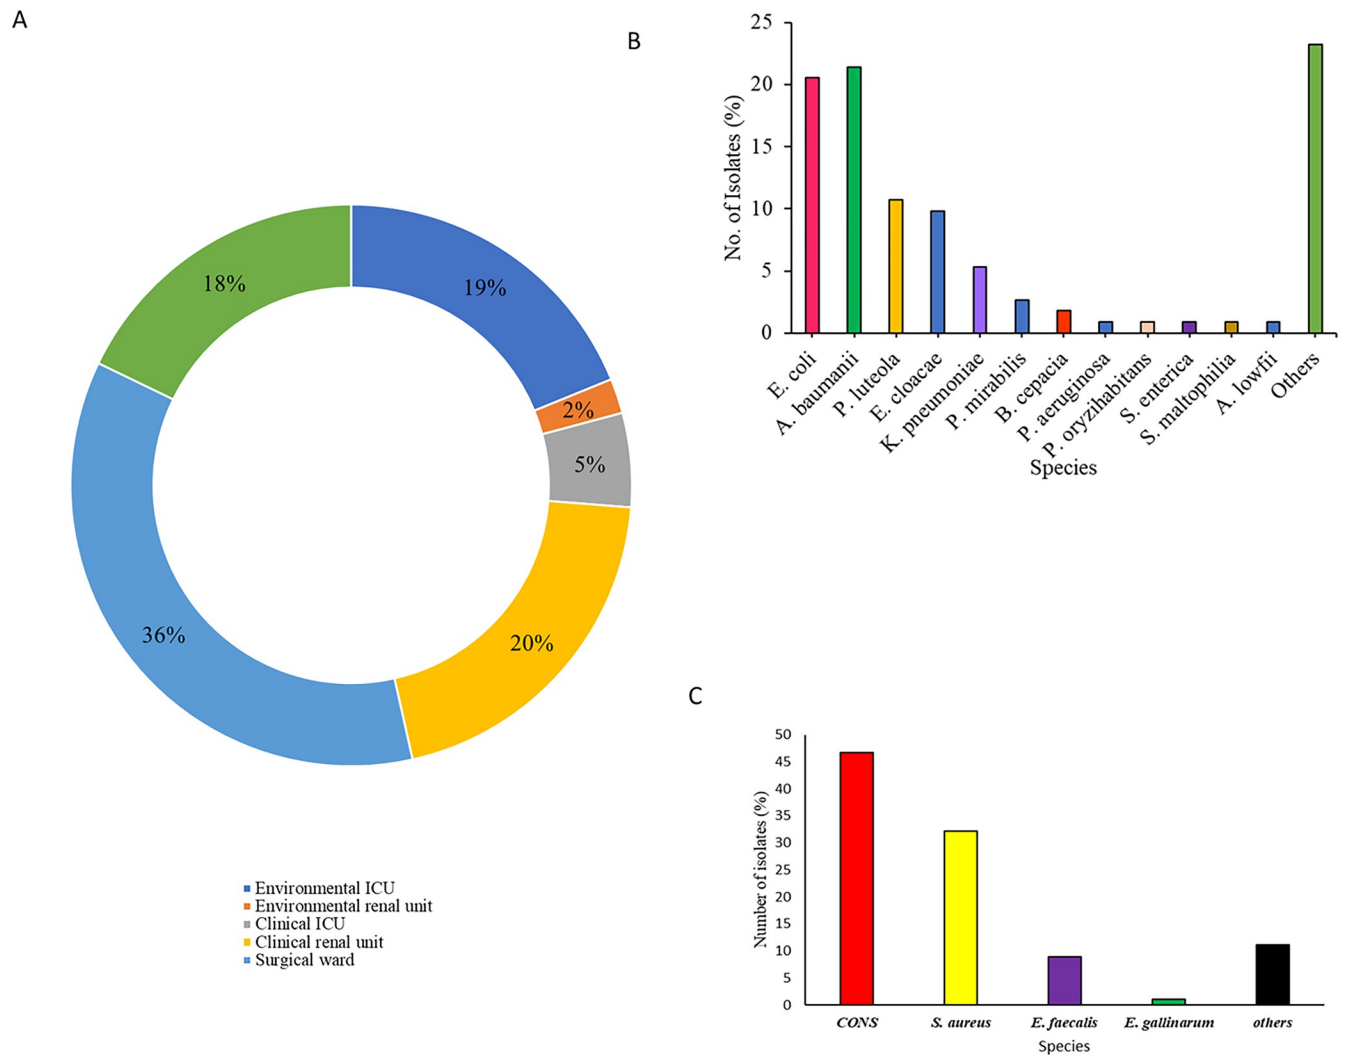 A
18%
19%
2%
5%
20%
36%
Environmental ICU
Environmental renal unit
Clinical ICU
Clinical renal unit
Surgical ward
B
No. of Isolates (%)
25
20
15
10
5
0
E. coli
A. baumanii
P. luteola
E. cloacae
K. pneumoniae
P. mirabilis
B. cepacia
P. aeruginosa
P. oryzihabitans
S. enterica
S. maltophilia
A. lowfii
Others
Species
C
Number of isolates (%)
50
45
40
35
30
25
20
15
10
5
0
CONS
S. aureus
E. faecalis
E. gallinarum
others
Species